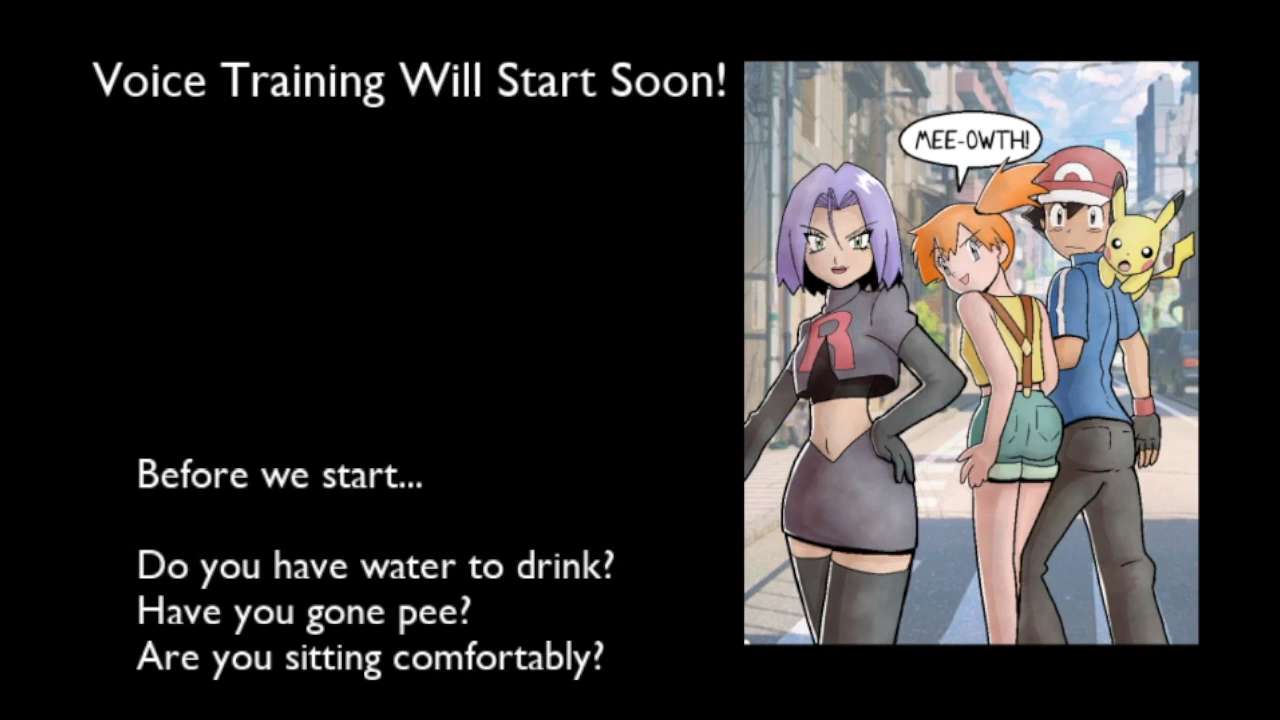 Voice Training Will Start Soon!
MEE-OWTH!
R
Before we start...
Do you have water to drink?
Have you gone pee?
Are you sitting comfortably?